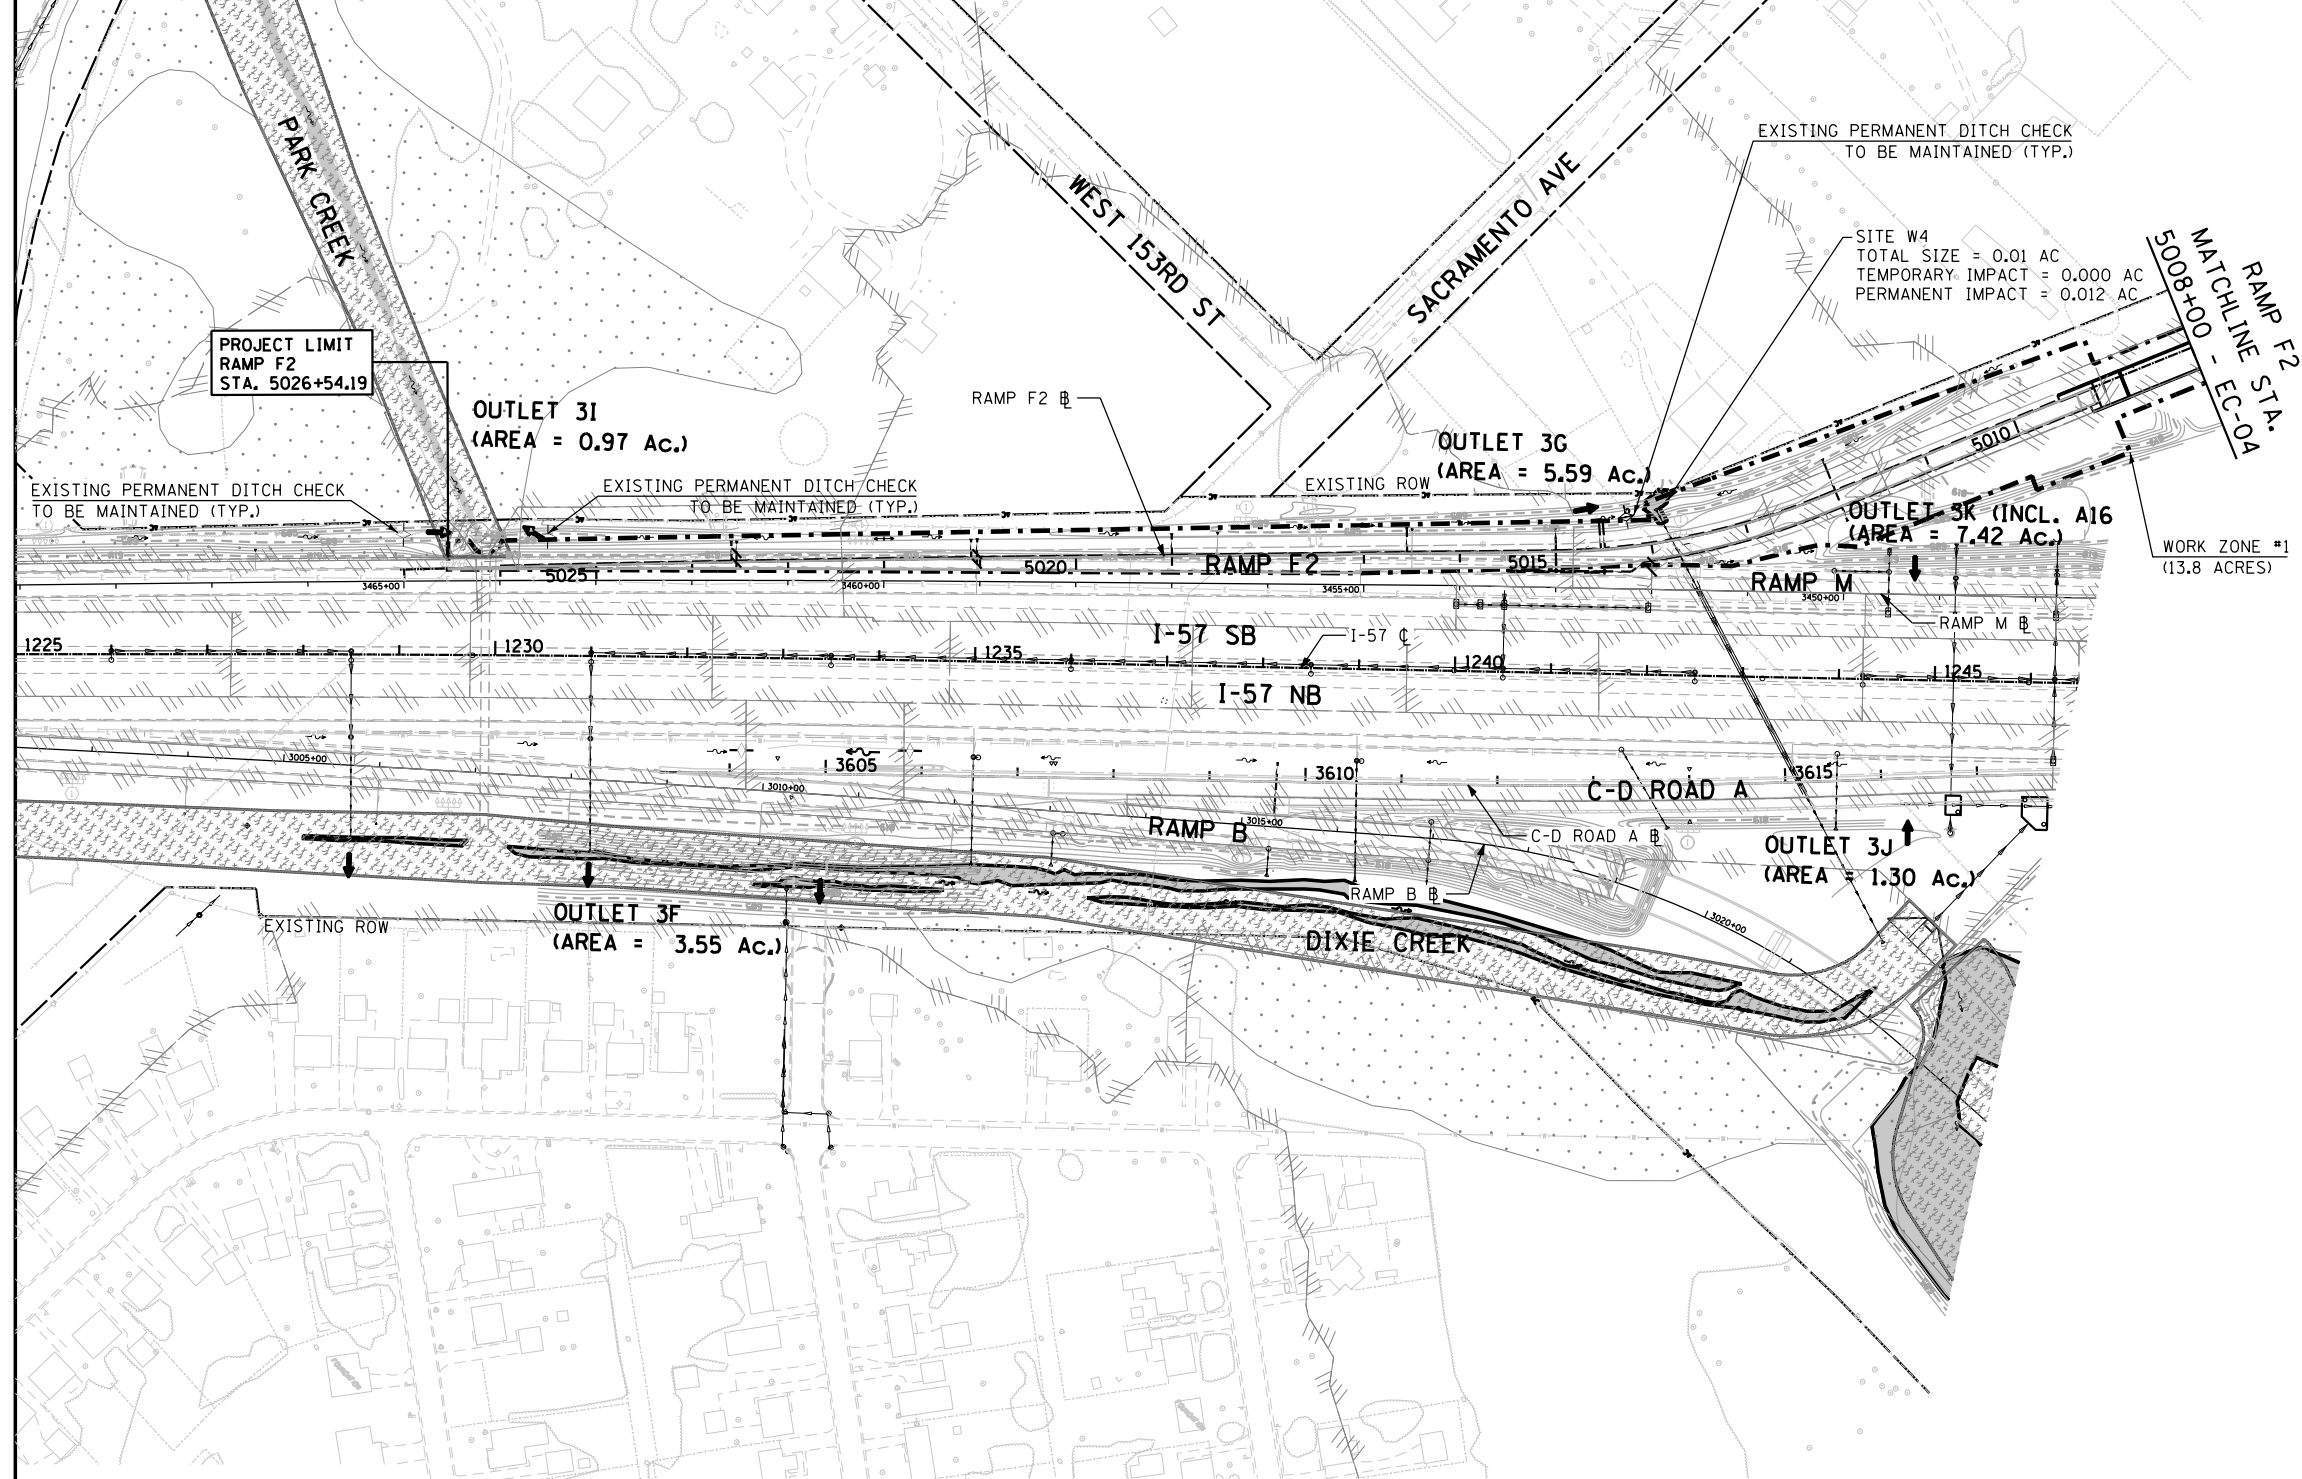 EXISTING PERMANENT DITCH CHECK
TO BE MAINTAINED (TYP.)
PARK CREEK
WEST 153RD ST
SACRAMENTO AVE
SITE W4
TOTAL SIZE = 0.01 AC
TEMPORARY IMPACT = 0.000 AC
PERMANENT IMPACT = 0.012 AC
RAMP F2
MATCHLINE STA.
5008+00 - EC-04
PROJECT LIMIT
RAMP F2
STA. 5026+54.19
OUTLET 3I
(AREA = 0.97 Ac.)
RAMP F2 BL
OUTLET 3G
(AREA = 5.59 Ac.)
EXISTING ROW
5010
EXISTING PERMANENT DITCH CHECK
TO BE MAINTAINED (TYP.)
EXISTING PERMANENT DITCH CHECK
TO BE MAINTAINED (TYP.)
OUTLET 3K (INCL. A16
(AREA = 7.42 Ac.)
WORK ZONE #1
(13.8 ACRES)
5025
5020
RAMP F2
5015
RAMP M
3465+00
3460+00
3455+00
3450+00
RAMP M BL
I-57 SB
I-57 CL
1225
1230
1235
1240
1245
I-57 NB
3005+00
3605
3610
3615
3010+00
C-D ROAD A
RAMP B
3015+00
C-D ROAD A BL
OUTLET 3J
(AREA = 1.30 Ac.)
RAMP B BL
OUTLET 3F
(AREA = 3.55 Ac.)
EXISTING ROW
3020+00
DIXIE CREEK